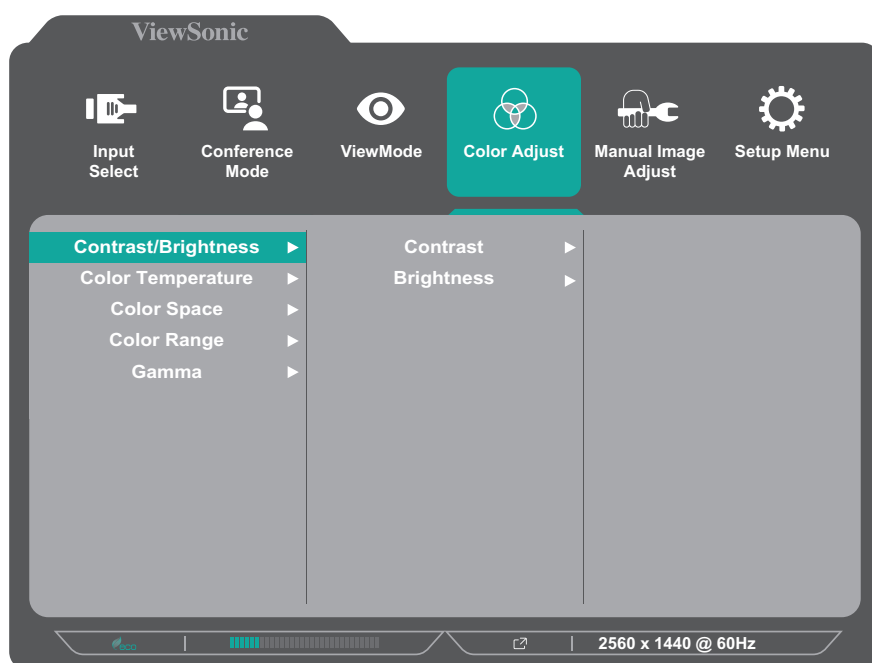 ViewSonic
Input
Select
Conference
Mode
ViewMode
Color Adjust
Manual Image
Adjust
Setup Menu
Contrast/Brightness
Color Temperature
Color Space
Color Range
Gamma
Contrast
Brightness
eco
2560 x 1440 @ 60Hz